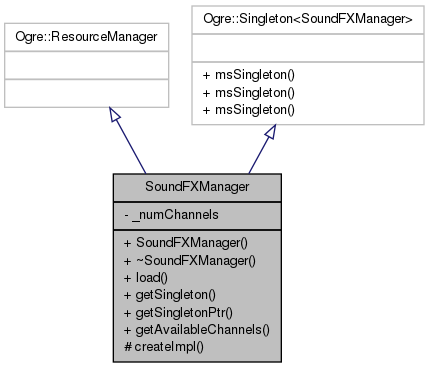 Ogre::ResourceManager
Ogre::Singleton<SoundFXManager>
+ msSingleton()
+ msSingleton()
+ msSingleton()
SoundFXManager
- _numChannels
+ SoundFXManager()
+ ~SoundFXManager()
+ load()
+ getSingleton()
+ getSingletonPtr()
+ getAvailableChannels()
# createImpl()